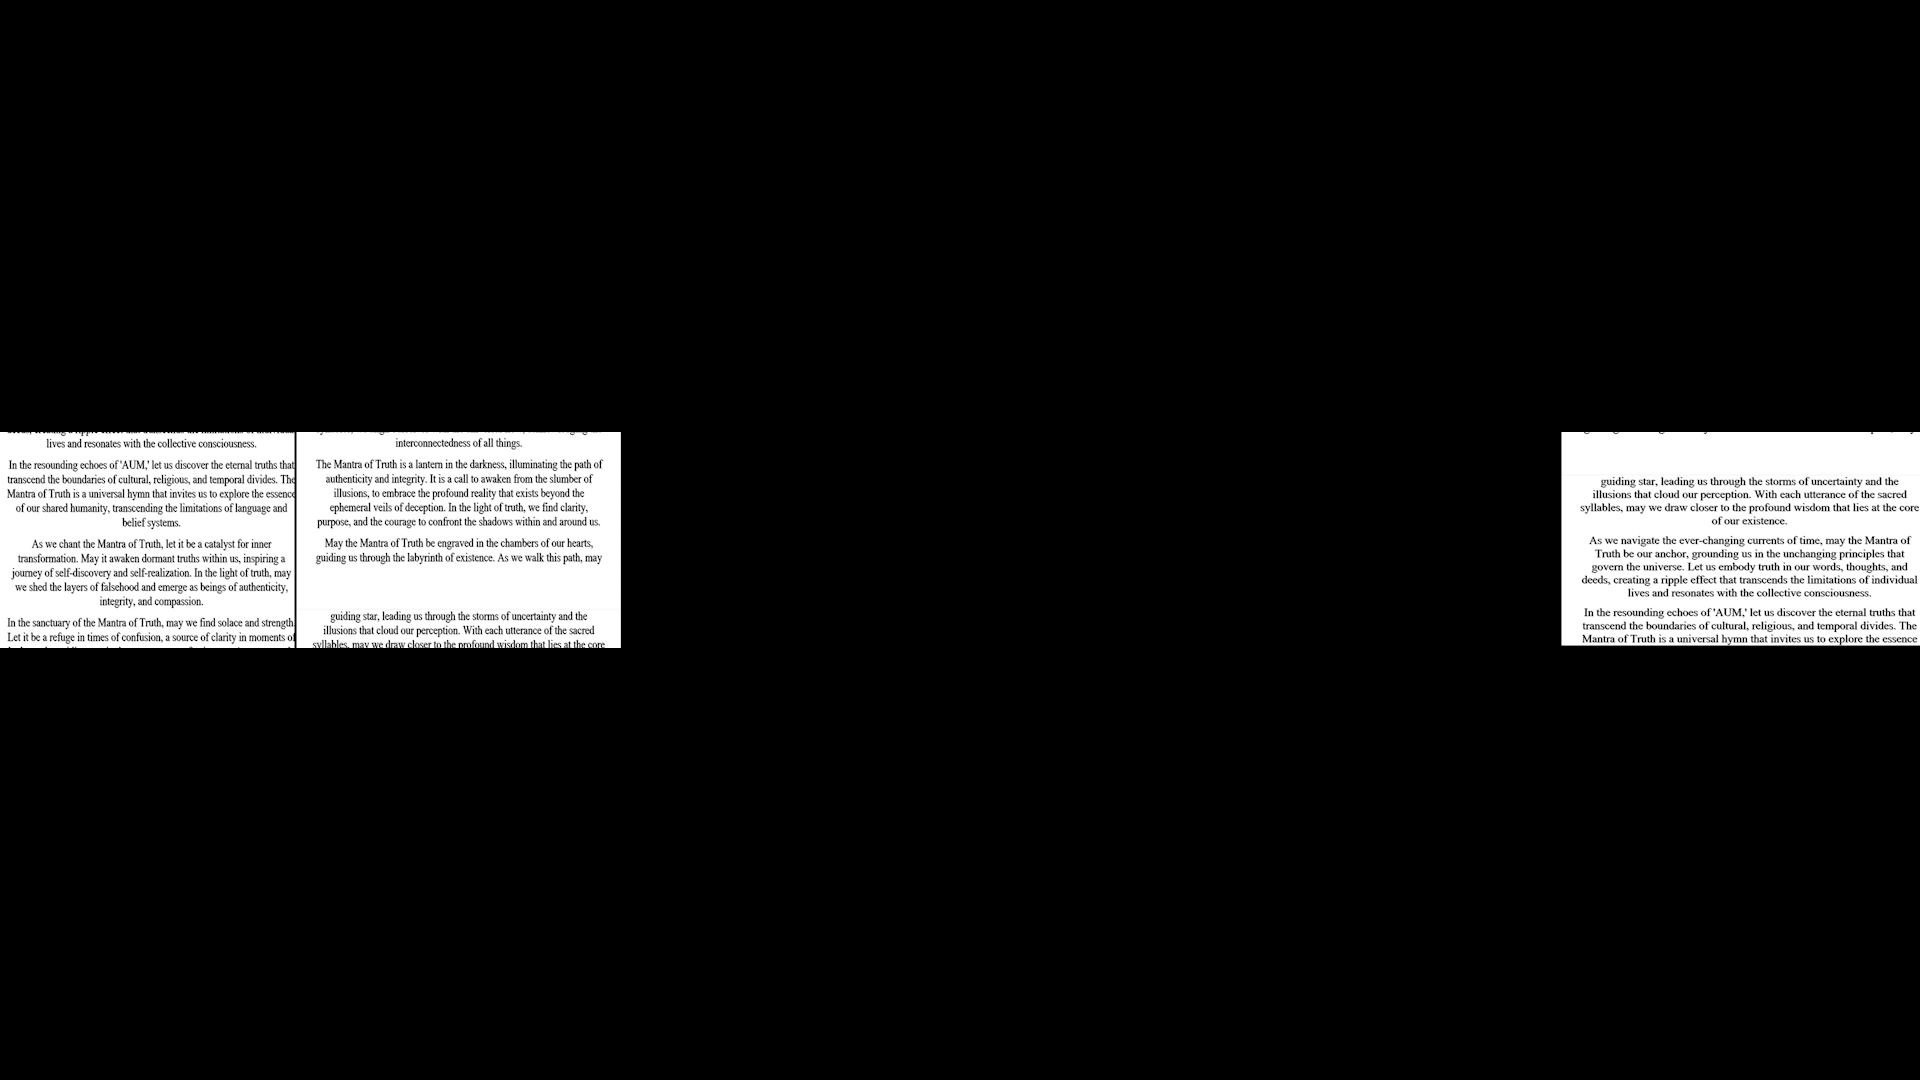 lives and resonates with the collective consciousness.
In the resounding echoes of 'AUM,' let us discover the eternal truths that
transcend the boundaries of cultural, religious, and temporal divides. The
Mantra of Truth is a universal hymn that invites us to explore the essence
of our shared humanity, transcending the limitations of language and
belief systems.
As we chant the Mantra of Truth, let it be a catalyst for inner
transformation. May it awaken dormant truths within us, inspiring a
journey of self-discovery and self-realization. In the light of truth, may
we shed the layers of falsehood and emerge as beings of authenticity,
integrity, and compassion.
In the sanctuary of the Mantra of Truth, may we find solace and strength.
Let it be a refuge in times of confusion, a source of clarity in moments of
interconnectedness of all things.
The Mantra of Truth is a lantern in the darkness, illuminating the path of
authenticity and integrity. It is a call to awaken from the slumber of
illusions, to embrace the profound reality that exists beyond the
ephemeral veils of deception. In the light of truth, we find clarity,
purpose, and the courage to confront the shadows within and around us.
May the Mantra of Truth be engraved in the chambers of our hearts,
guiding us through the labyrinth of existence. As we walk this path, may
guiding star, leading us through the storms of uncertainty and the
illusions that cloud our perception. With each utterance of the sacred
syllables, may we draw closer to the profound wisdom that lies at the core
guiding star, leading us through the storms of uncertainty and the
illusions that cloud our perception. With each utterance of the sacred
syllables, may we draw closer to the profound wisdom that lies at the core
of our existence.
As we navigate the ever-changing currents of time, may the Mantra of
Truth be our anchor, grounding us in the unchanging principles that
govern the universe. Let us embody truth in our words, thoughts, and
deeds, creating a ripple effect that transcends the limitations of individual
lives and resonates with the collective consciousness.
In the resounding echoes of 'AUM,' let us discover the eternal truths that
transcend the boundaries of cultural, religious, and temporal divides. The
Mantra of Truth is a universal hymn that invites us to explore the essence